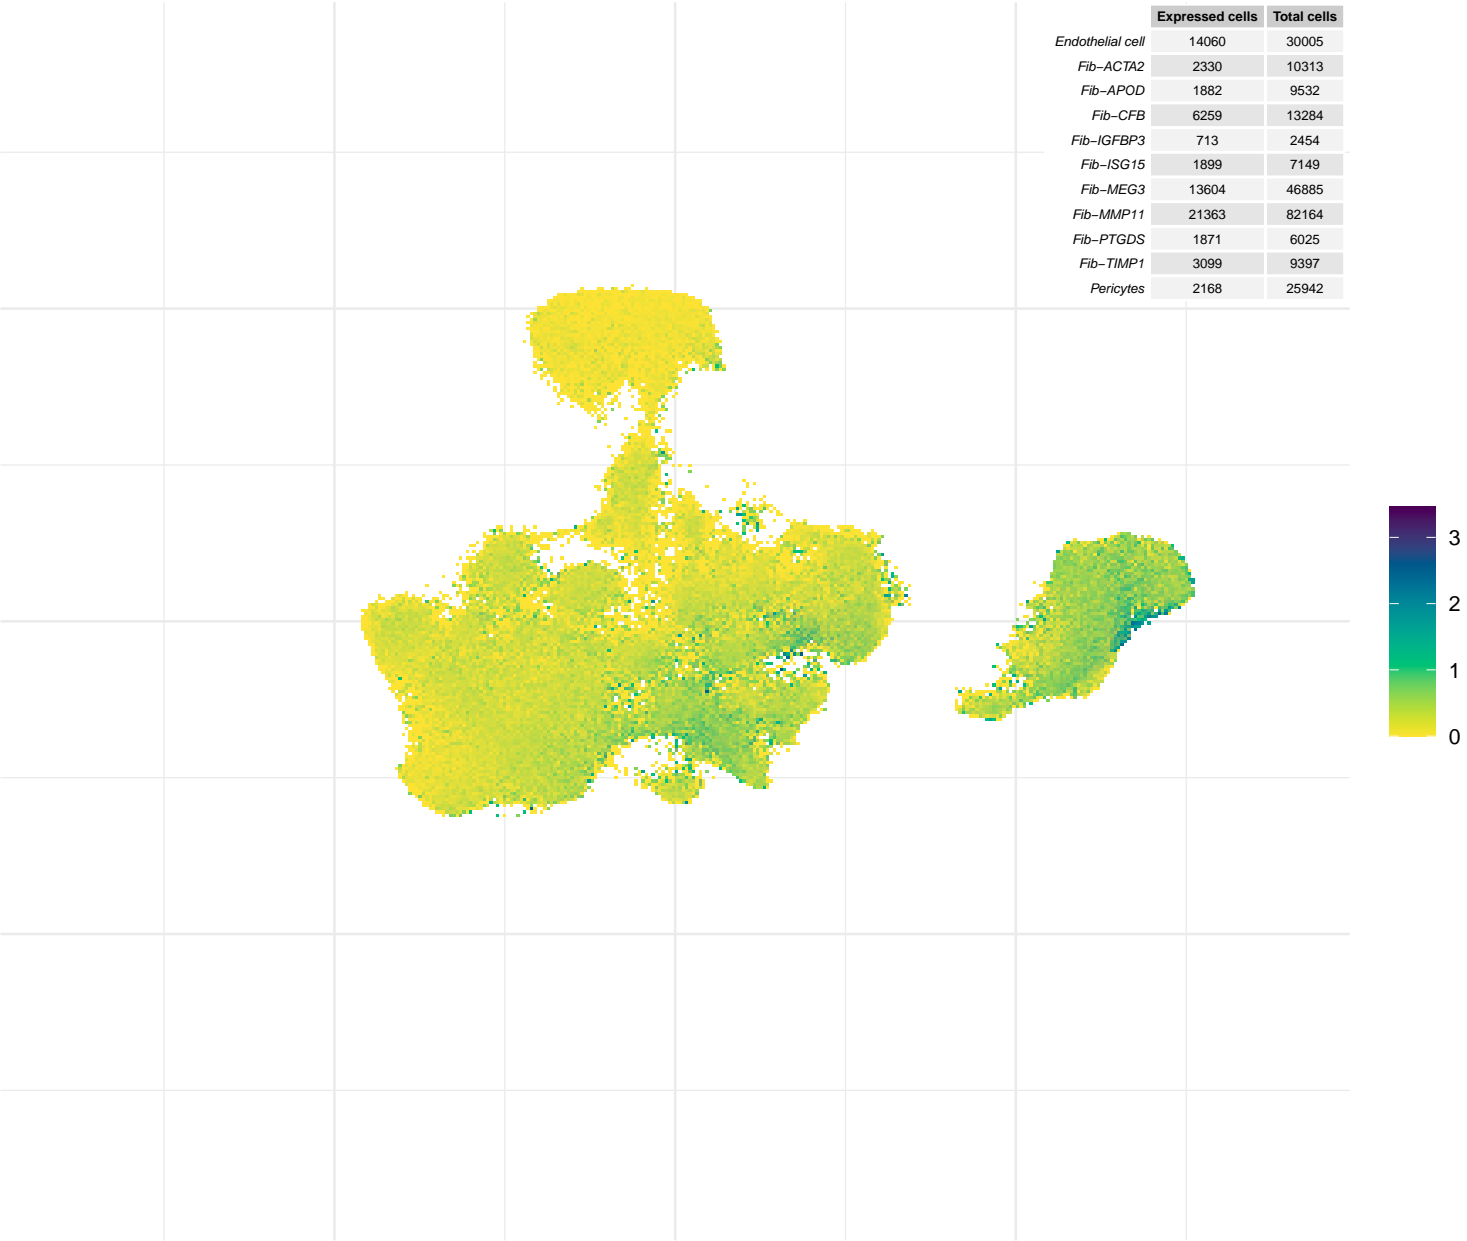 Expressed cells Total cells
Endothelial cell 14060 30005
Fib−ACTA2 2330 10313
Fib−APOD 1882 9532
Fib−CFB 6259 13284
Fib−IGFBP3 713 2454
Fib−ISG15 1899 7149
Fib−MEG3 13604 46885
Fib−MMP11 21363 82164
Fib−PTGDS 1871 6025
Fib−TIMP1 3099 9397
Pericytes 2168 25942
3
2
1
0